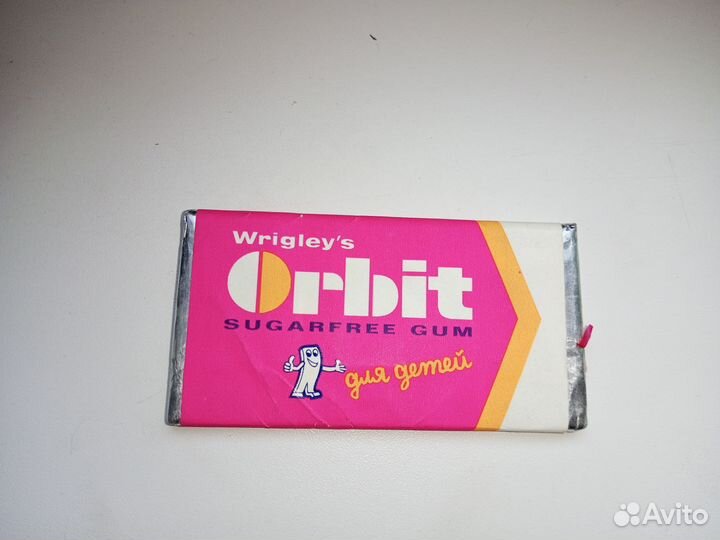 Wrigley's
Orbit
SUGARFREE GUM
для детей
Avito